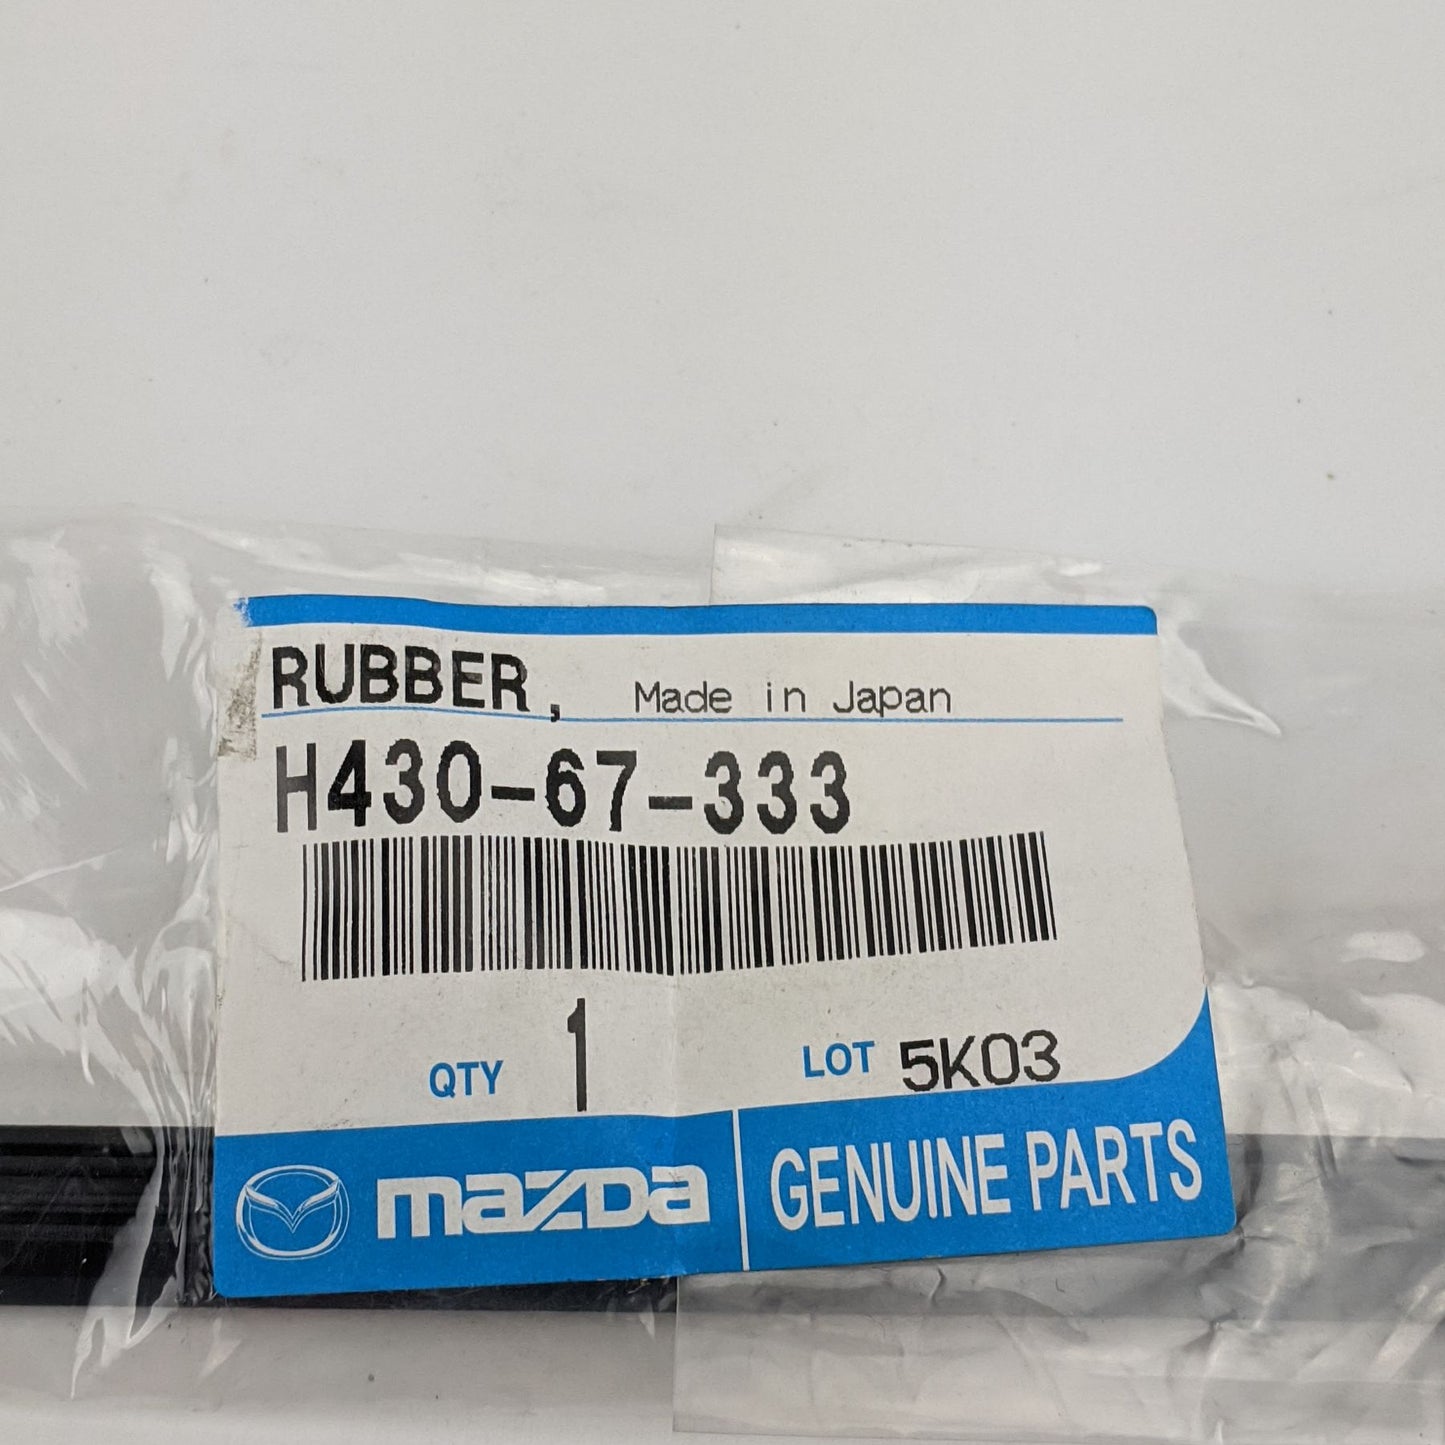 RUBBER, Made in Japan
H430-67-333
QTY 1 LOT 5K03
mazDa GENUINE PARTS